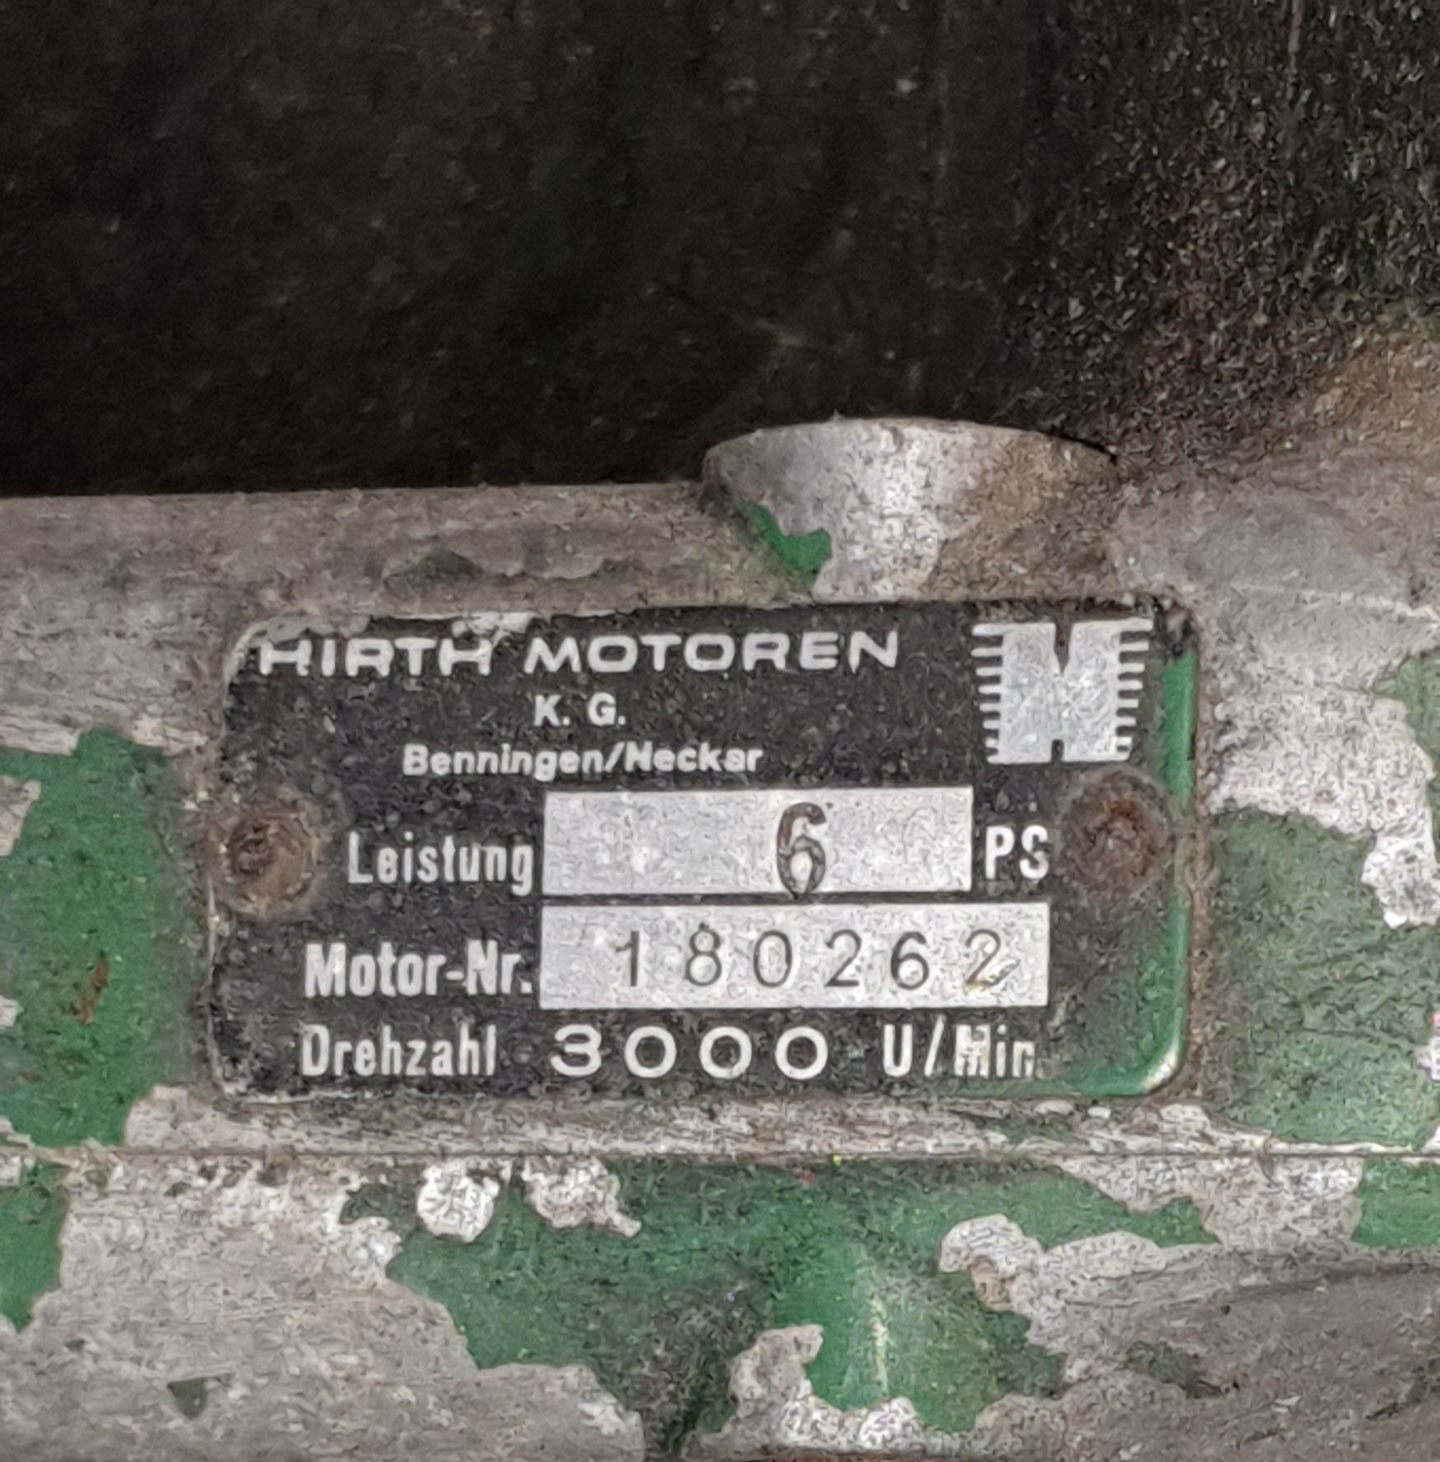 HIRTH MOTOREN
K. G.
Benningen/Neckar
Leistung 6 PS
Motor-Nr. 180262
Drehzahl 3000 U/Min.